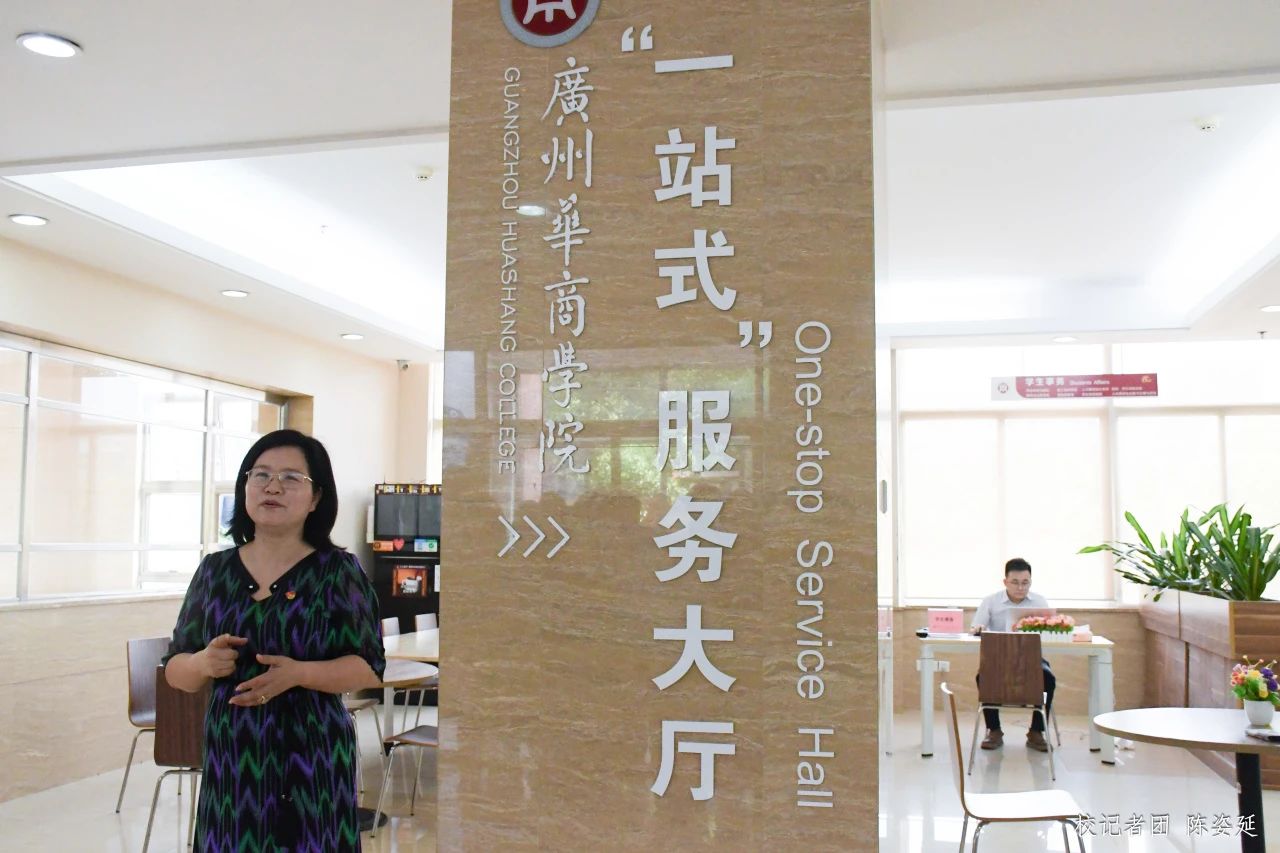 “一站式”服务大厅
One-stop Service Hall
廣州華商学院
GUANGZHOU HUASHANG COLLEGE
学生事务 Students Affairs
校记者团 陈姿延